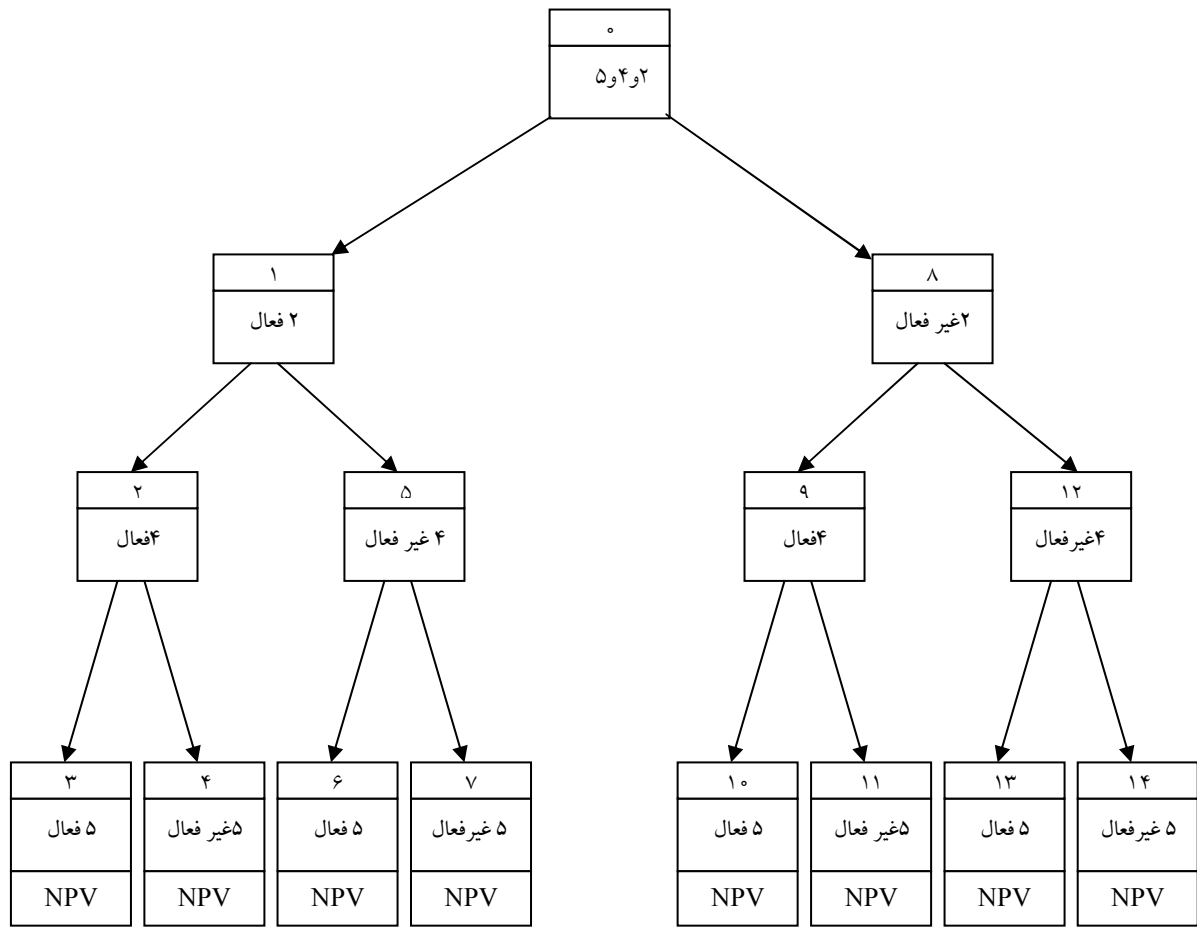 ۰
۲و۴و۵
۱
۲ فعال
۸
۲غیر فعال
۲
۴فعال
۵
۴ غیر فعال
۹
۴فعال
۱۲
۴غیرفعال
۳
۵ فعال
NPV
۴
۵غیر فعال
NPV
۶
۵ فعال
NPV
۷
۵ غیرفعال
NPV
۱۰
۵ فعال
NPV
۱۱
۵غیر فعال
NPV
۱۳
۵ فعال
NPV
۱۴
۵ غیرفعال
NPV